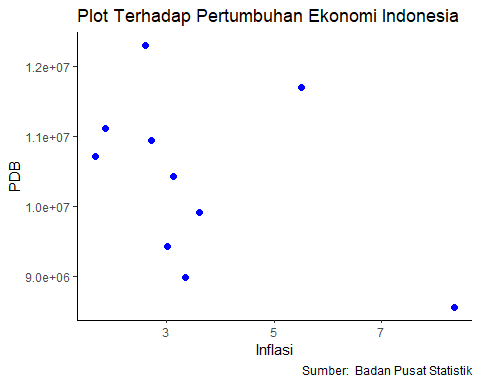 Plot Terhadap Pertumbuhan Ekonomi Indonesia
1.2e+07
1.1e+07
1.0e+07
9.0e+06
PDB
3 5 7
Inflasi
Sumber: Badan Pusat Statistik